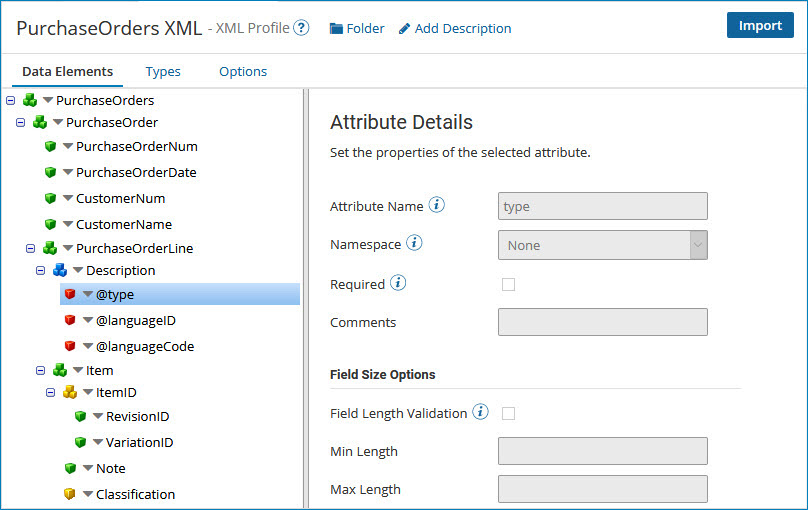 PurchaseOrders XML - XML Profile ? Folder Add Description Import
Data Elements Types Options
PurchaseOrders
PurchaseOrder
PurchaseOrderNum
PurchaseOrderDate
CustomerNum
CustomerName
PurchaseOrderLine
Description
@type
@languageID
@languageCode
Item
ItemID
RevisionID
VariationID
Note
Classification
Attribute Details
Set the properties of the selected attribute.
Attribute Name i type
Namespace i None
Required i
Comments
Field Size Options
Field Length Validation i
Min Length
Max Length